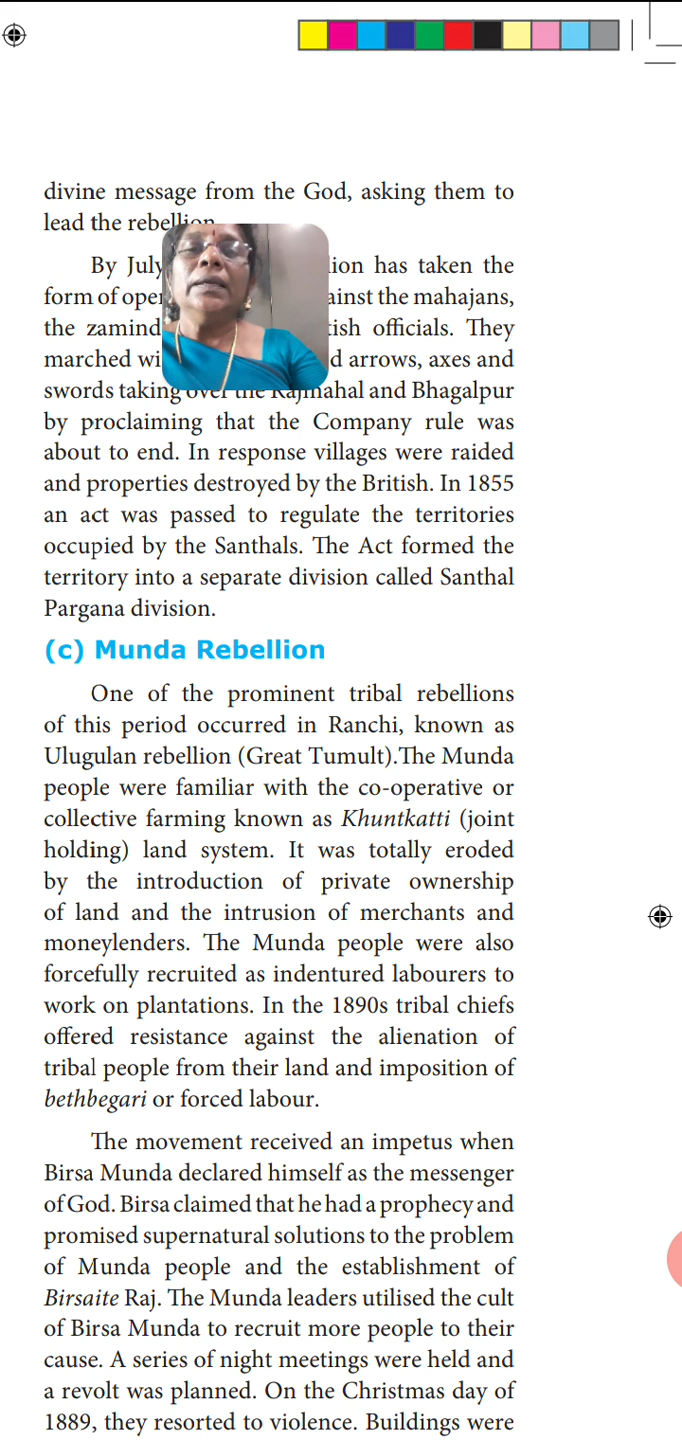 divine message from the God, asking them to
lead the rebellion
By July ion has taken the
form of open ainst the mahajans,
the zamind tish officials. They
marched wi d arrows, axes and
swords taking over the Rajmahal and Bhagalpur
by proclaiming that the Company rule was
about to end. In response villages were raided
and properties destroyed by the British. In 1855
an act was passed to regulate the territories
occupied by the Santhals. The Act formed the
territory into a separate division called Santhal
Pargana division.
(c) Munda Rebellion
One of the prominent tribal rebellions
of this period occurred in Ranchi, known as
Ulugulan rebellion (Great Tumult).The Munda
people were familiar with the co-operative or
collective farming known as Khuntkatti (joint
holding) land system. It was totally eroded
by the introduction of private ownership
of land and the intrusion of merchants and
moneylenders. The Munda people were also
forcefully recruited as indentured labourers to
work on plantations. In the 1890s tribal chiefs
offered resistance against the alienation of
tribal people from their land and imposition of
bethbegari or forced labour.
The movement received an impetus when
Birsa Munda declared himself as the messenger
of God. Birsa claimed that he had a prophecy and
promised supernatural solutions to the problem
of Munda people and the establishment of
Birsaite Raj. The Munda leaders utilised the cult
of Birsa Munda to recruit more people to their
cause. A series of night meetings were held and
a revolt was planned. On the Christmas day of
1889, they resorted to violence. Buildings were